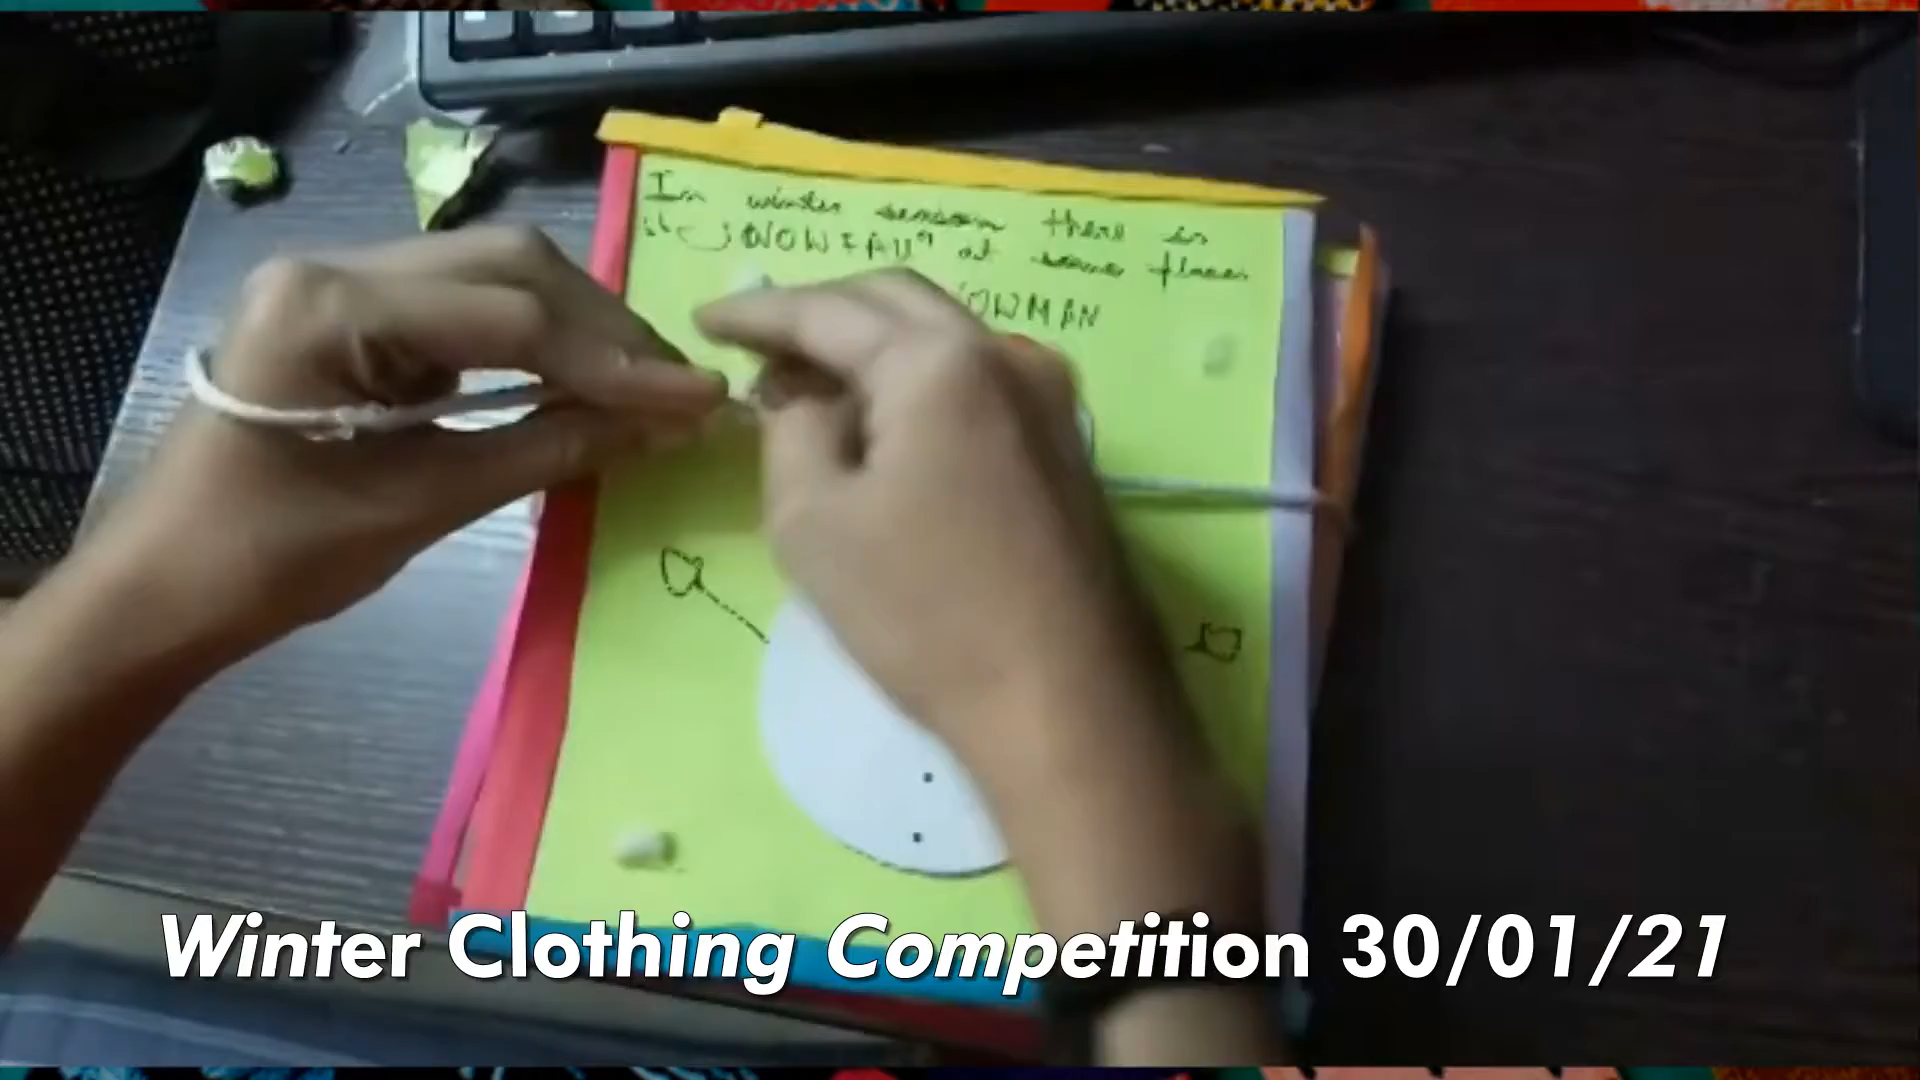 In winter season there is
"SNOWFAll" at some places
OWMAN
Winter Clothing Competition 30/01/21